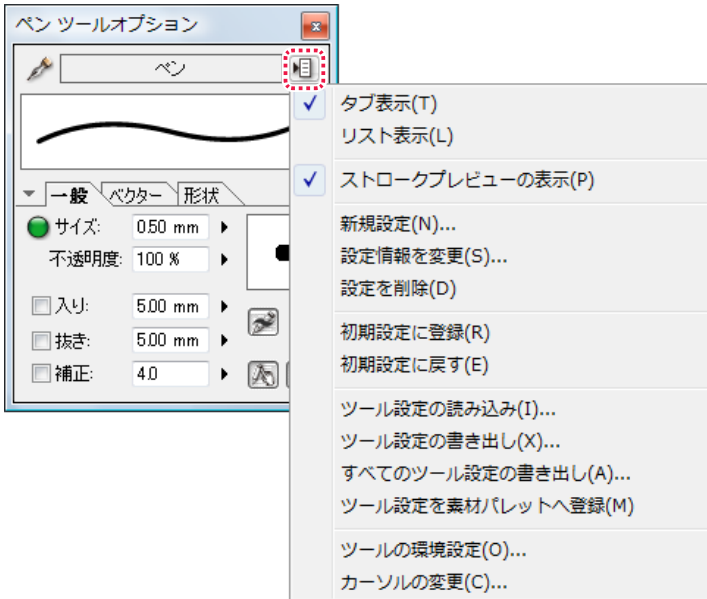 ペン ツールオプション
ペン
一般 ベクター 形状
サイズ: 0.50 mm
不透明度: 100 %
入り: 5.00 mm
抜き: 5.00 mm
補正: 4.0
タブ表示(T)
リスト表示(L)
ストロークプレビューの表示(P)
新規設定(N)...
設定情報を変更(S)...
設定を削除(D)
初期設定に登録(R)
初期設定に戻す(E)
ツール設定の読み込み(I)...
ツール設定の書き出し(X)...
すべてのツール設定の書き出し(A)...
ツール設定を素材パレットへ登録(M)
ツールの環境設定(O)...
カーソルの変更(C)...